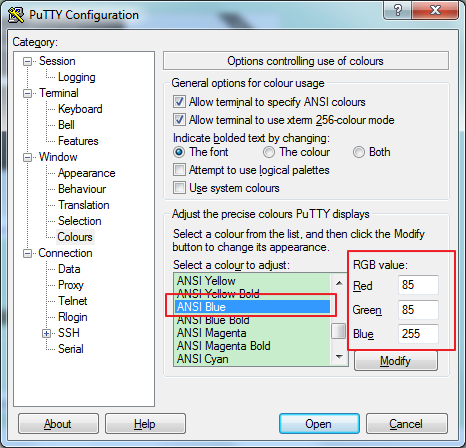 PuTTY Configuration
Category:
Session
Logging
Terminal
Keyboard
Bell
Features
Window
Appearance
Behaviour
Translation
Selection
Colours
Connection
Data
Proxy
Telnet
Rlogin
SSH
Serial
Options controlling use of colours
General options for colour usage
Allow terminal to specify ANSI colours
Allow terminal to use xterm 256-colour mode
Indicate bolded text by changing:
The font The colour Both
Attempt to use logical palettes
Use system colours
Adjust the precise colours PuTTY displays
Select a colour from the list, and then click the Modify
button to change its appearance.
Select a colour to adjust:
ANSI Yellow
ANSI Yellow Bold
ANSI Blue
ANSI Blue Bold
ANSI Magenta
ANSI Magenta Bold
ANSI Cyan
RGB value:
Red 85
Green 85
Blue 255
Modify
About Help Open Cancel